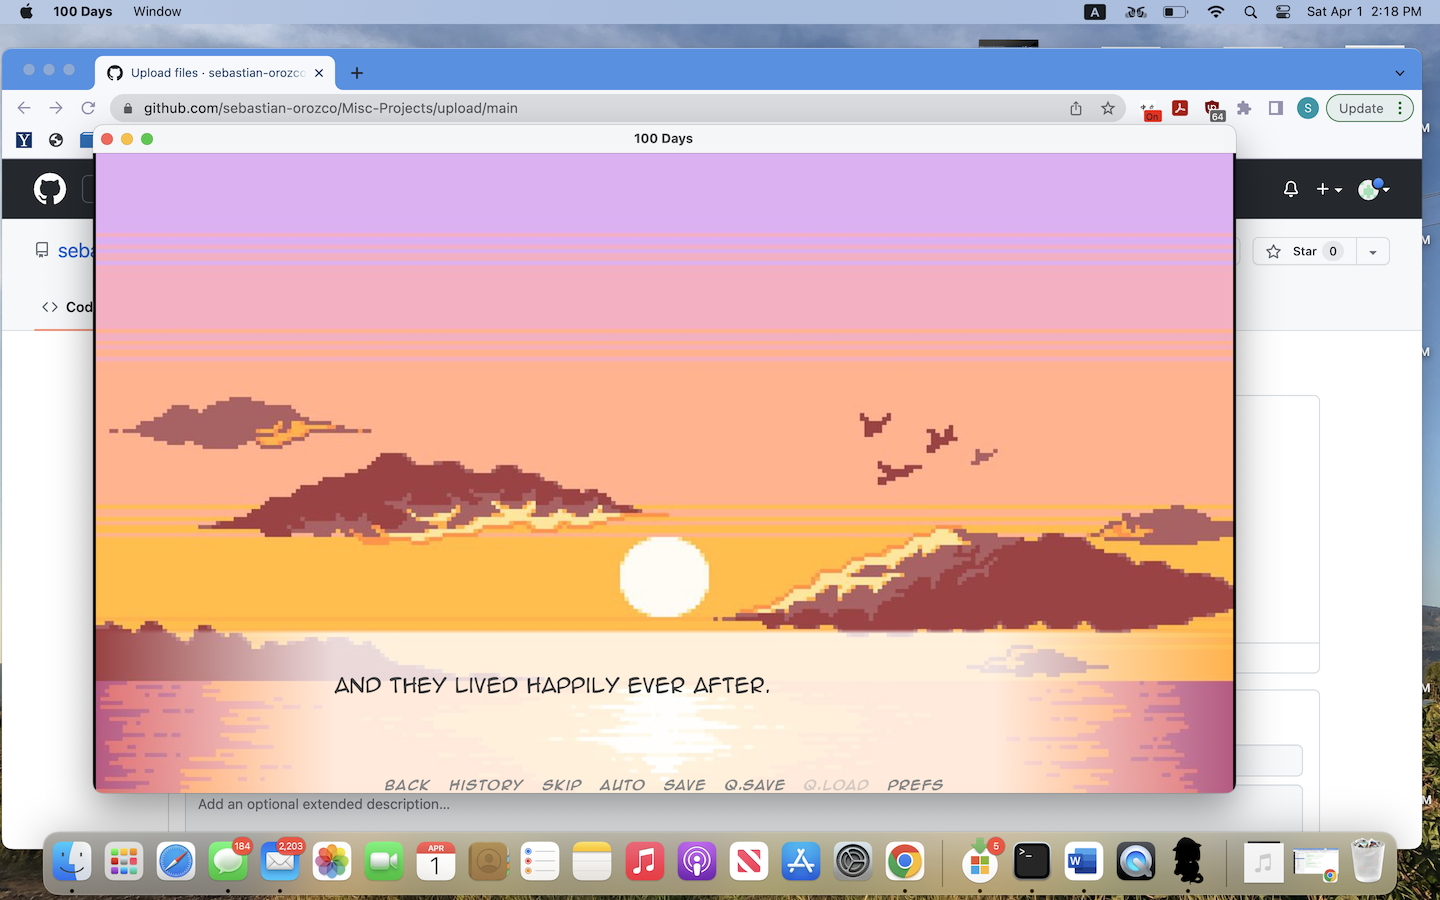 100 Days Window
A
Sat Apr 1 2:18 PM
Upload files · sebastian-orozco
github.com/sebastian-orozco/Misc-Projects/upload/main
On
64
S
Update
Y
100 Days
seba
Star 0
Cod
M
M
M
M
M
AND THEY LIVED HAPPILY EVER AFTER.
BACK HISTORY SKIP AUTO SAVE Q.SAVE Q.LOAD PREFS
Add an optional extended description...
184
2,203
APR
1
5
>_
W